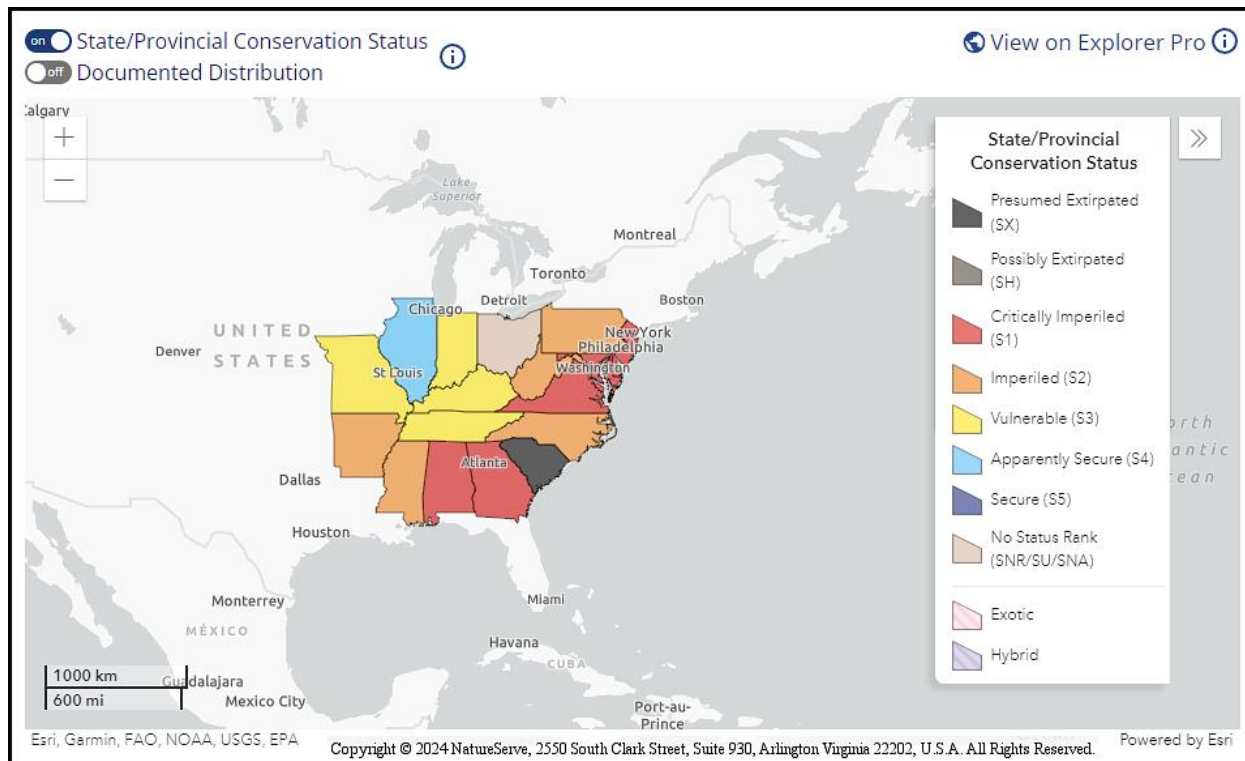 on State/Provincial Conservation Status
off Documented Distribution
View on Explorer Pro
Calgary
Lake
Superior
Montreal
Toronto
Boston
Detroit
Chicago
New York
Philadelphia
UNITED
STATES
Denver
St Louis
Washington
Atlanta
Dallas
Houston
Monterrey
MÉXICO
Miami
Havana
CUBA
Guadalajara
Mexico City
Port-au-
Prince
1000 km
600 mi
State/Provincial
Conservation Status
Presumed Extirpated
(SX)
Possibly Extirpated
(SH)
Critically Imperiled
(S1)
Imperiled (S2)
Vulnerable (S3)
Apparently Secure (S4)
Secure (S5)
No Status Rank
(SNR/SU/SNA)
Exotic
Hybrid
orth
antic
cean
Esri, Garmin, FAO, NOAA, USGS, EPA
Copyright © 2024 NatureServe, 2550 South Clark Street, Suite 930, Arlington Virginia 22202, U.S.A. All Rights Reserved.
Powered by Esri